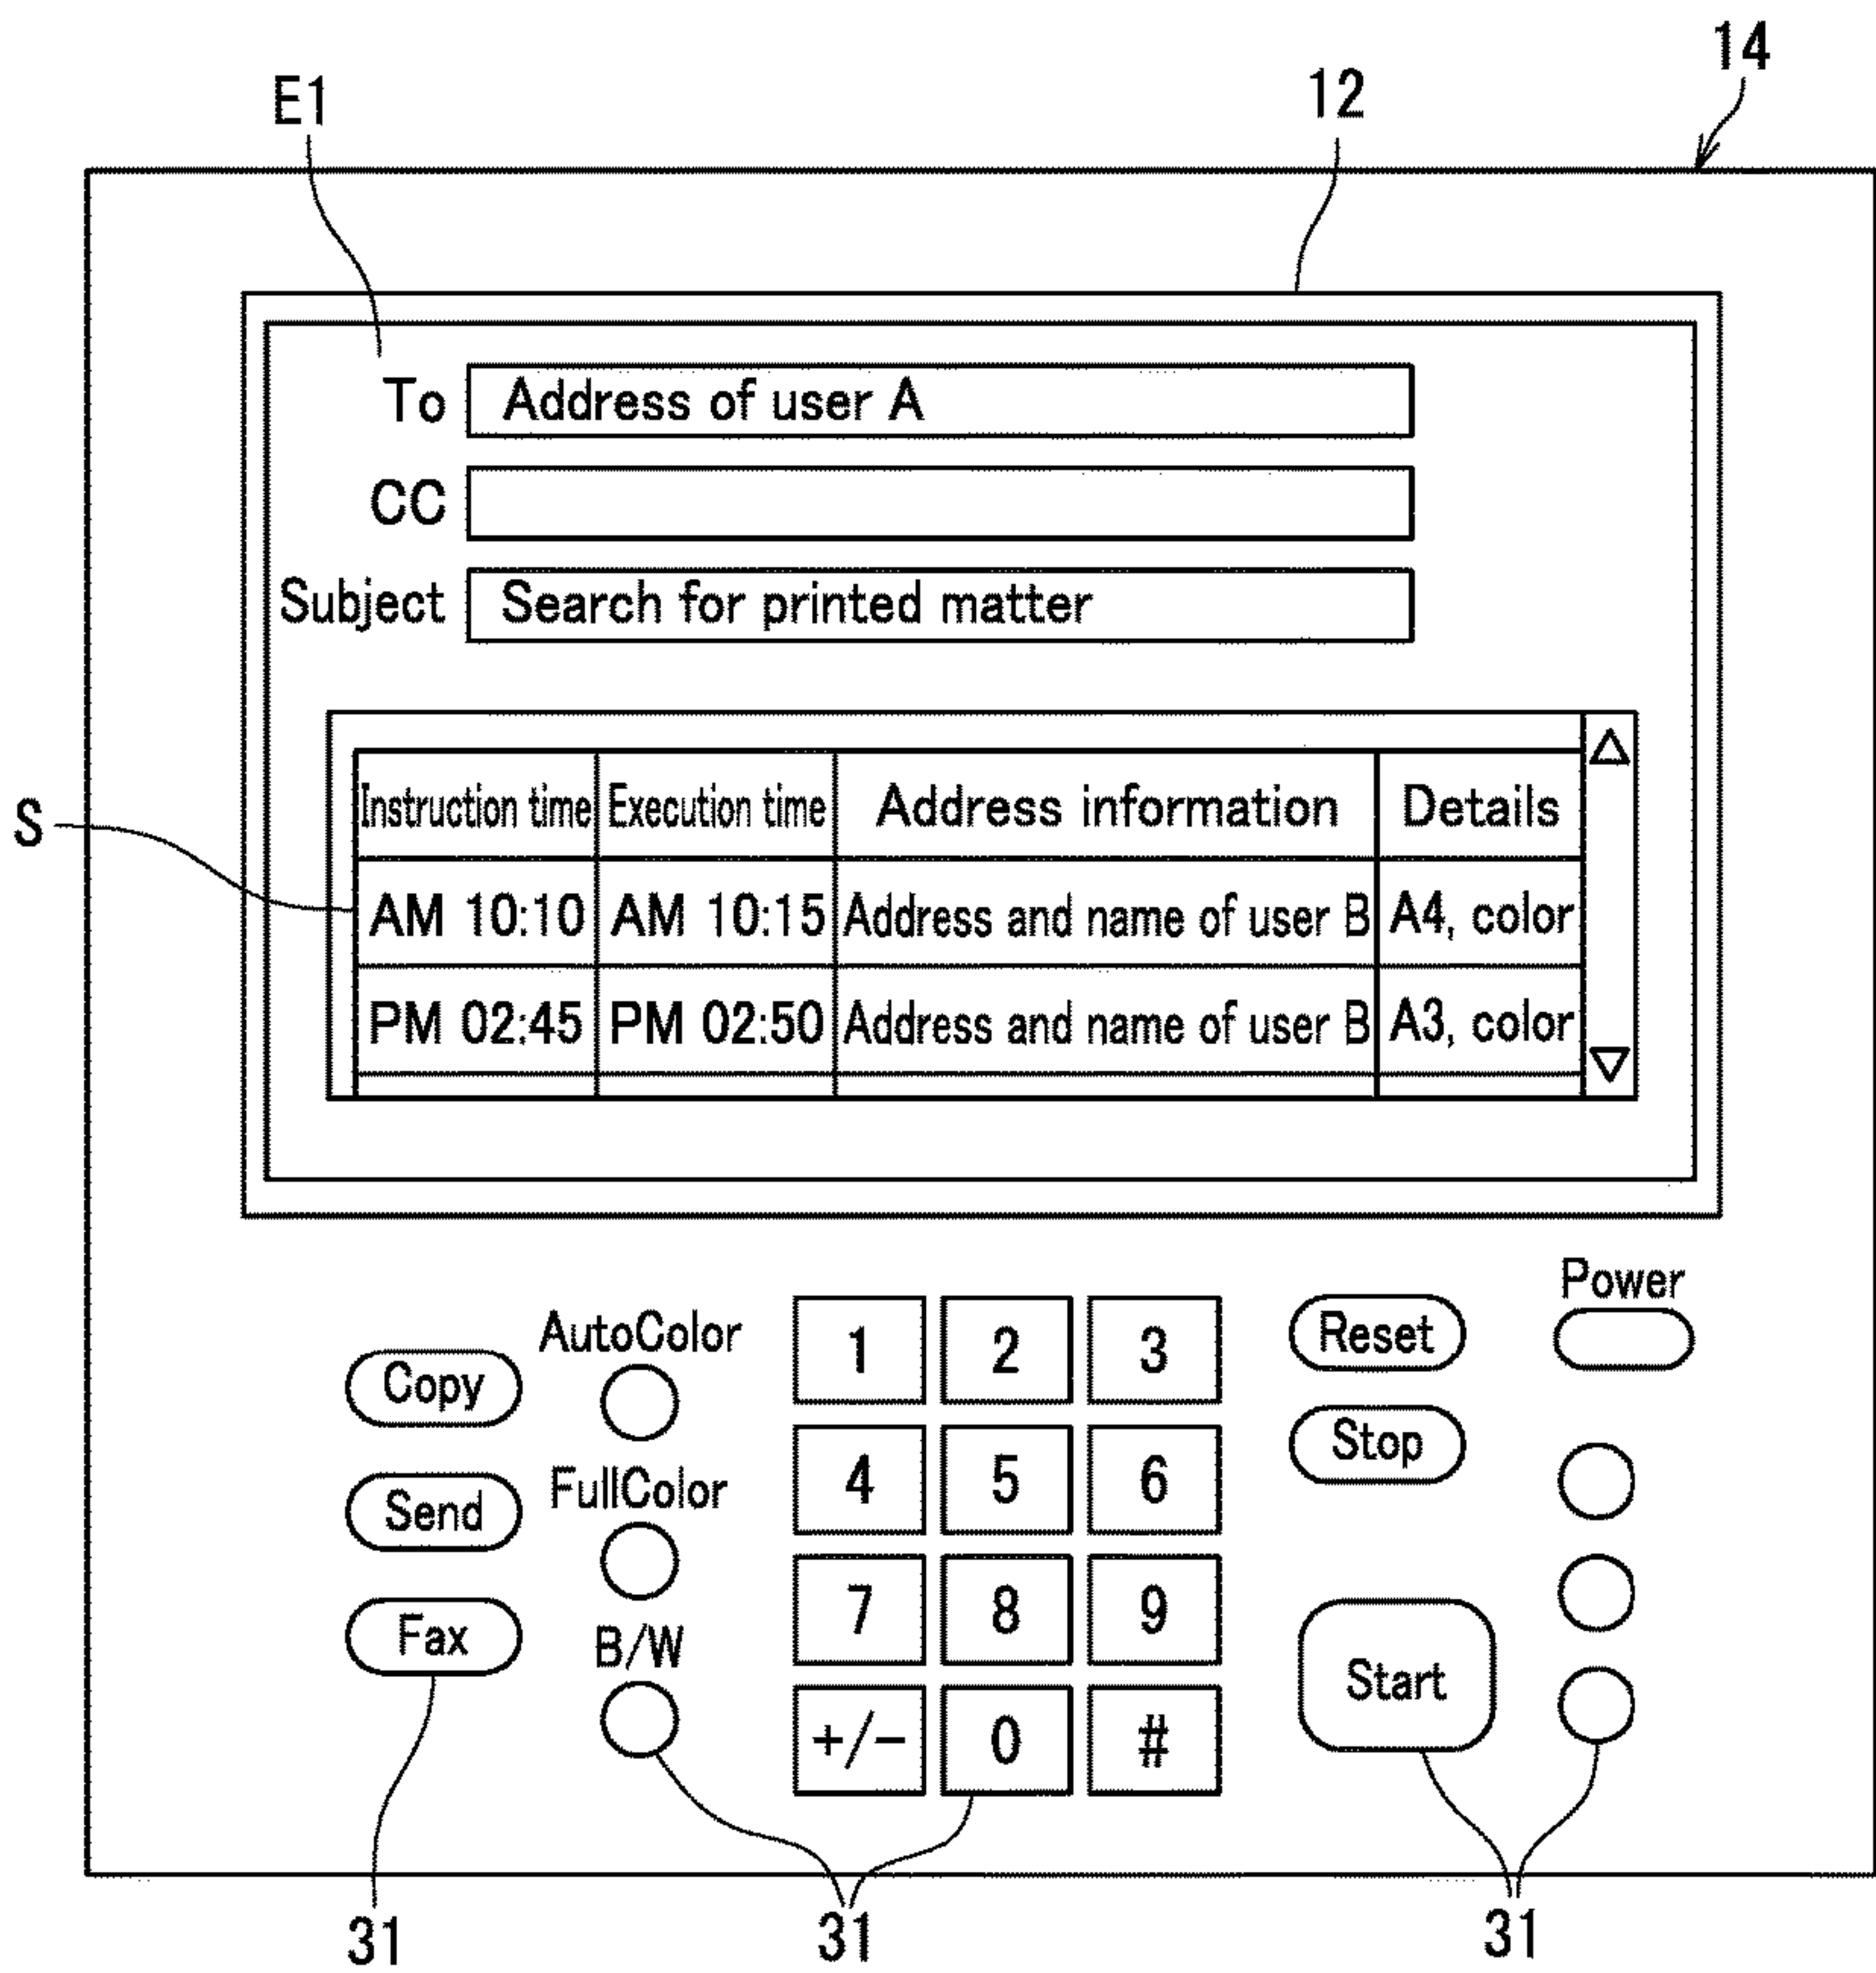 14
E1
12
To Address of user A
CC
Subject Search for printed matter
S
Instruction time Execution time Address information Details
AM 10:10 AM 10:15 Address and name of user B A4, color
PM 02:45 PM 02:50 Address and name of user B A3, color
Power
AutoColor 1 2 3 Reset
Copy
Stop
FullColor 4 5 6
Send
7 8 9
Fax B/W
Start
+/- 0 #
31 31 31